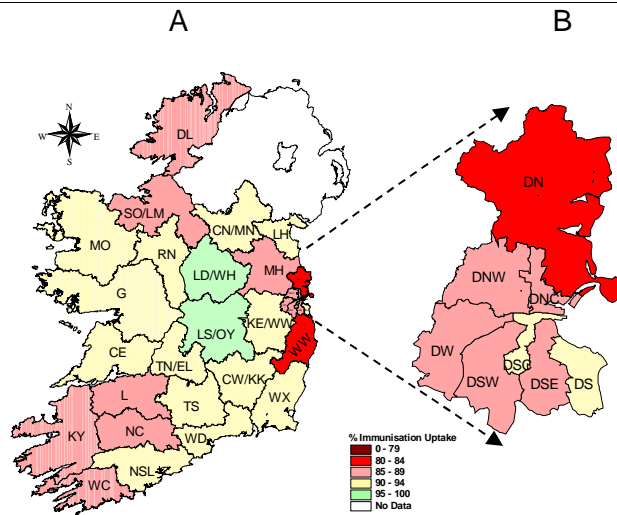 A
B
N
W E
S
DL
DN
SO/LM
CN/MN
LH
MO
RN
LD/WH
MH
DNW
DNC
G
LS/OY
KE/WW
DW
DSC
DSW
DSE
DS
CE
TN/EL
WW
CW/KK
L
TS
WX
KY
NC
WD
NSL
WC
% Immunisation Uptake
0 - 79
80 - 84
85 - 89
90 - 94
95 - 100
No Data